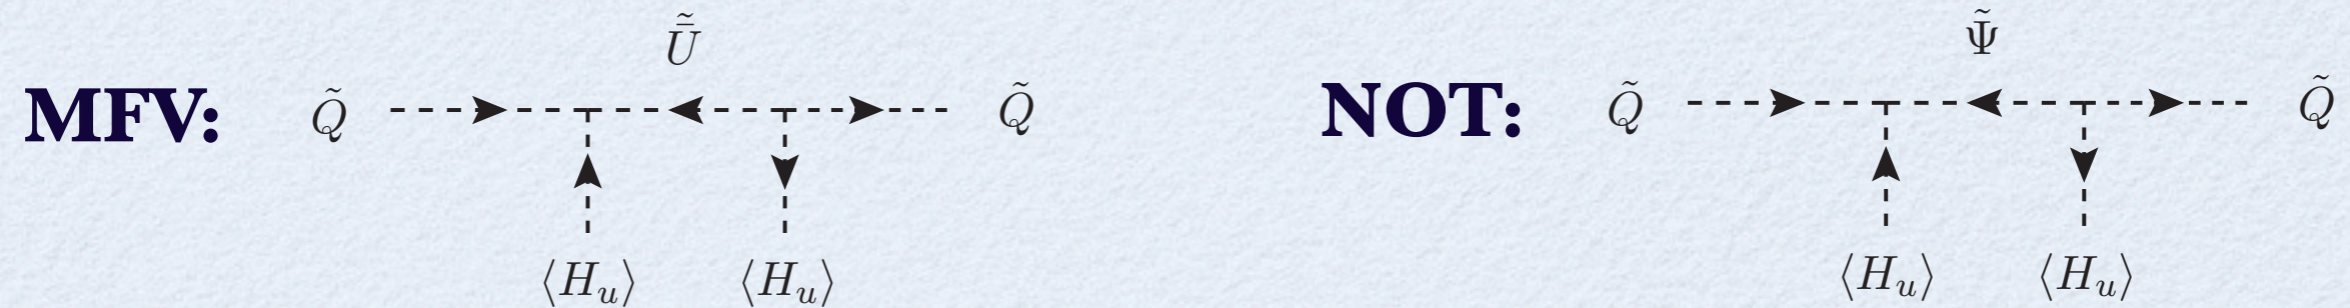 MFV: Q̃ Ū̃ Q̃
⟨H_u⟩ ⟨H_u⟩
NOT: Q̃ Ψ̃ Q̃
⟨H_u⟩ ⟨H_u⟩